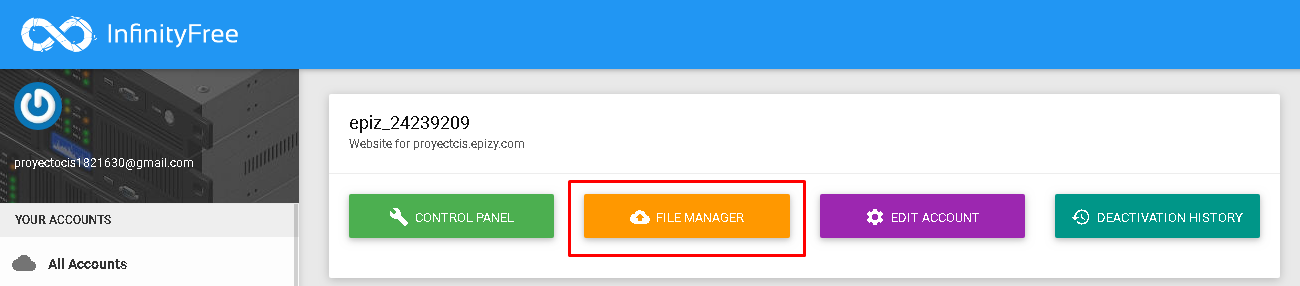 InfinityFree
proyectocis1821630@gmail.com
YOUR ACCOUNTS
All Accounts
epiz_24239209
Website for proyectcis.epizy.com
CONTROL PANEL
FILE MANAGER
EDIT ACCOUNT
DEACTIVATION HISTORY